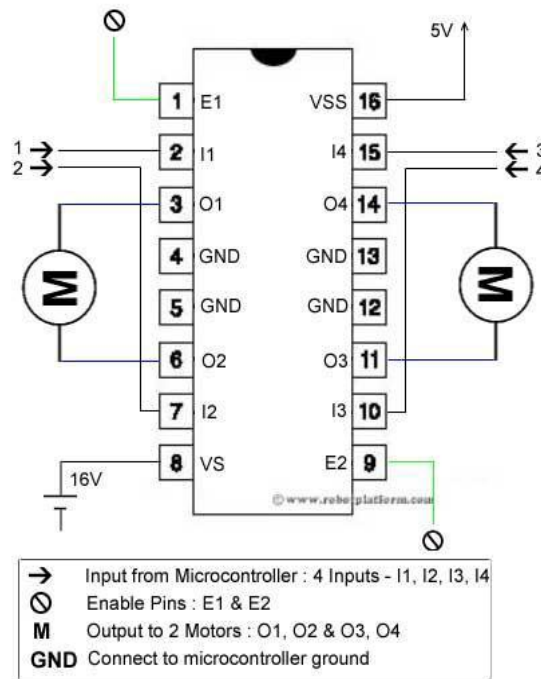 5V
1 E1 VSS 16
1 2 I1 I4 15 3
2 4
3 O1 O4 14
M 4 GND GND 13 M
5 GND GND 12
6 O2 O3 11
7 I2 I3 10
8 VS E2 9
16V
© www.robotplatform.com
Input from Microcontroller : 4 Inputs - I1, I2, I3, I4
Enable Pins : E1 & E2
M Output to 2 Motors : O1, O2 & O3, O4
GND Connect to microcontroller ground